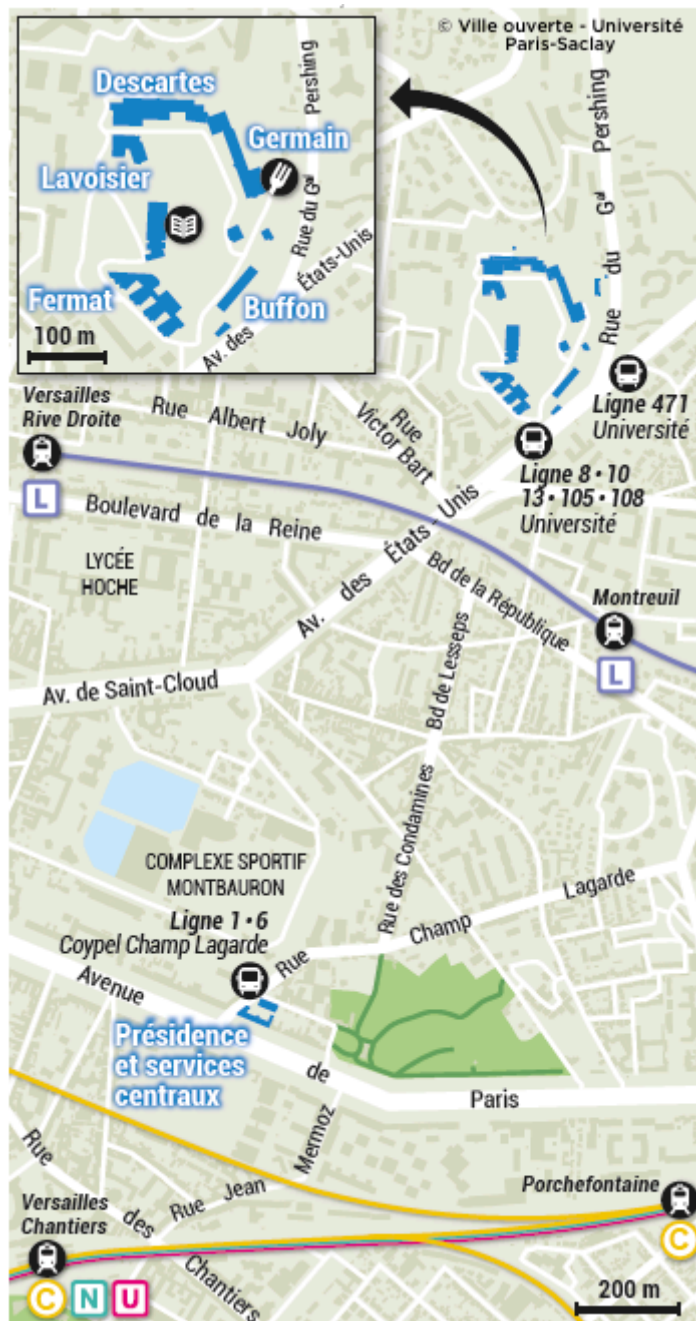 © Ville ouverte - Université
Paris-Saclay
Descartes
Germain
Lavoisier
Fermat
Buffon
Rue du Gal Pershing
Av. des États-Unis
100 m
Rue du Gal Pershing
Ligne 471
Université
Ligne 8 • 10
13 • 105 • 108
Université
Versailles
Rive Droite
L
Rue Albert Joly
Rue
Victor Bart
Boulevard de la Reine
LYCÉE
HOCHE
Av. des États - Unis
Bd de la République
Montreuil
L
Av. de Saint-Cloud
Bd de Lesseps
Rue des Condamines
COMPLEXE SPORTIF
MONTBAURON
Ligne 1 • 6
Coypel Champ Lagarde
Rue Champ Lagarde
Avenue de Paris
Présidence
et services
centraux
Rue Jean Mermoz
Rue des Chantiers
Versailles
Chantiers
C N U
Porchefontaine
C
200 m